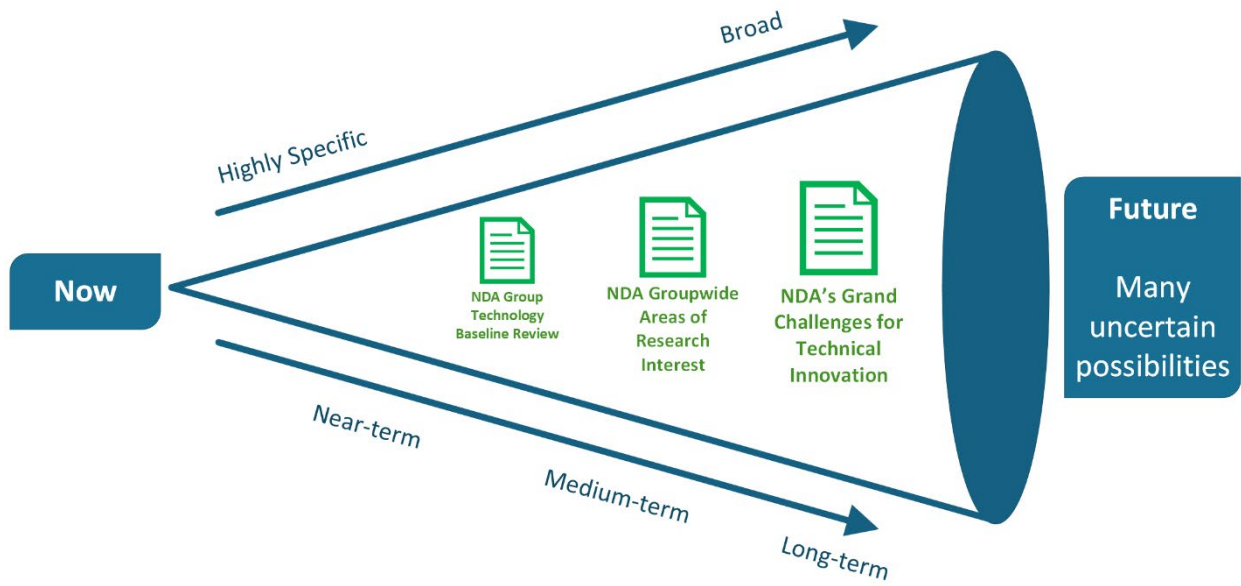 Broad
Highly Specific
Now
NDA Group
Technology
Baseline Review
NDA Groupwide
Areas of
Research
Interest
NDA's Grand
Challenges for
Technical
Innovation
Future
Many
uncertain
possibilities
Near-term
Medium-term
Long-term